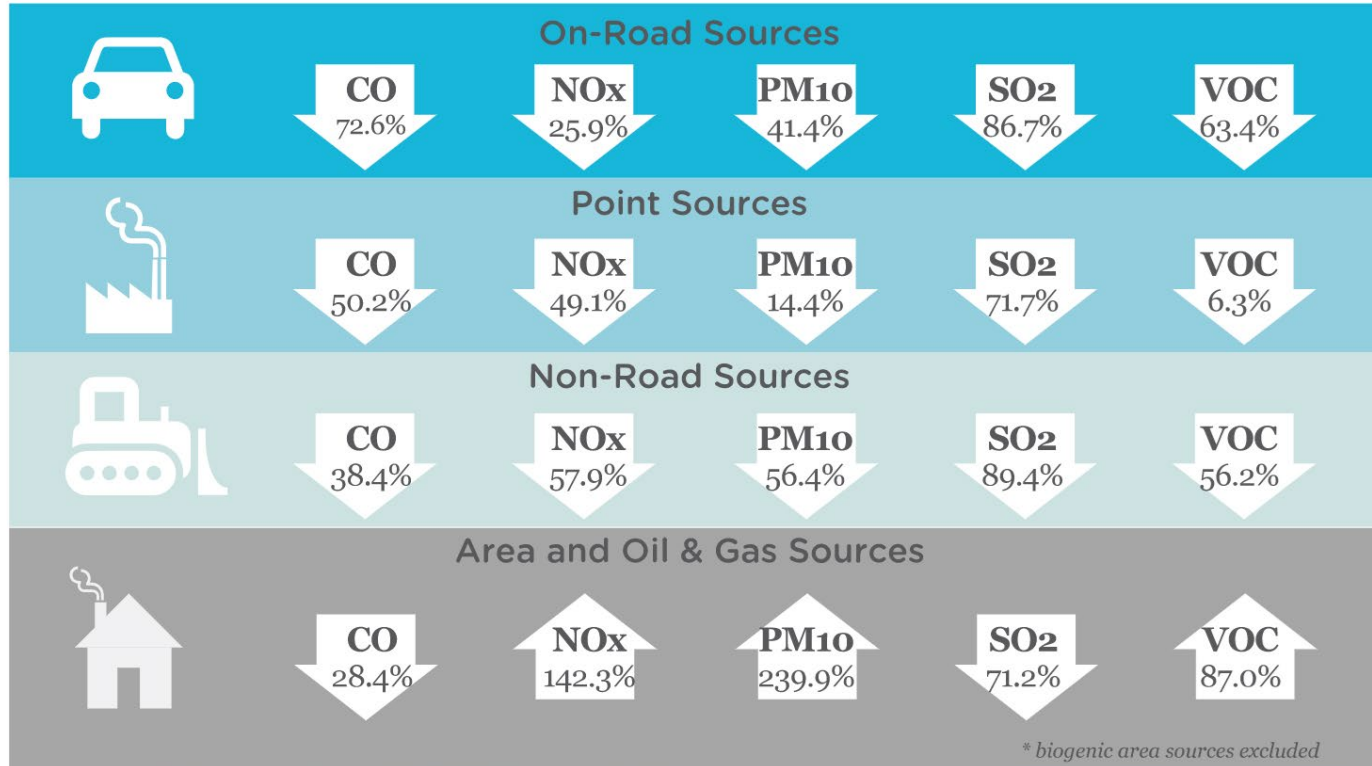 On-Road Sources
CO NOx PM10 SO2 VOC
72.6% 25.9% 41.4% 86.7% 63.4%
Point Sources
CO NOx PM10 SO2 VOC
50.2% 49.1% 14.4% 71.7% 6.3%
Non-Road Sources
CO NOx PM10 SO2 VOC
38.4% 57.9% 56.4% 89.4% 56.2%
Area and Oil & Gas Sources
CO NOx PM10 SO2 VOC
28.4% 142.3% 239.9% 71.2% 87.0%
* biogenic area sources excluded